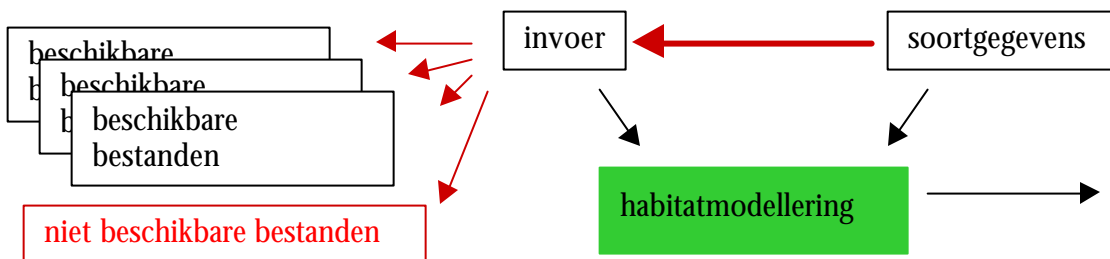 invoer
soortgegevens
beschikbare
b
beschikbare
b
beschikbare
bestanden
habitatmodellering
niet beschikbare bestanden